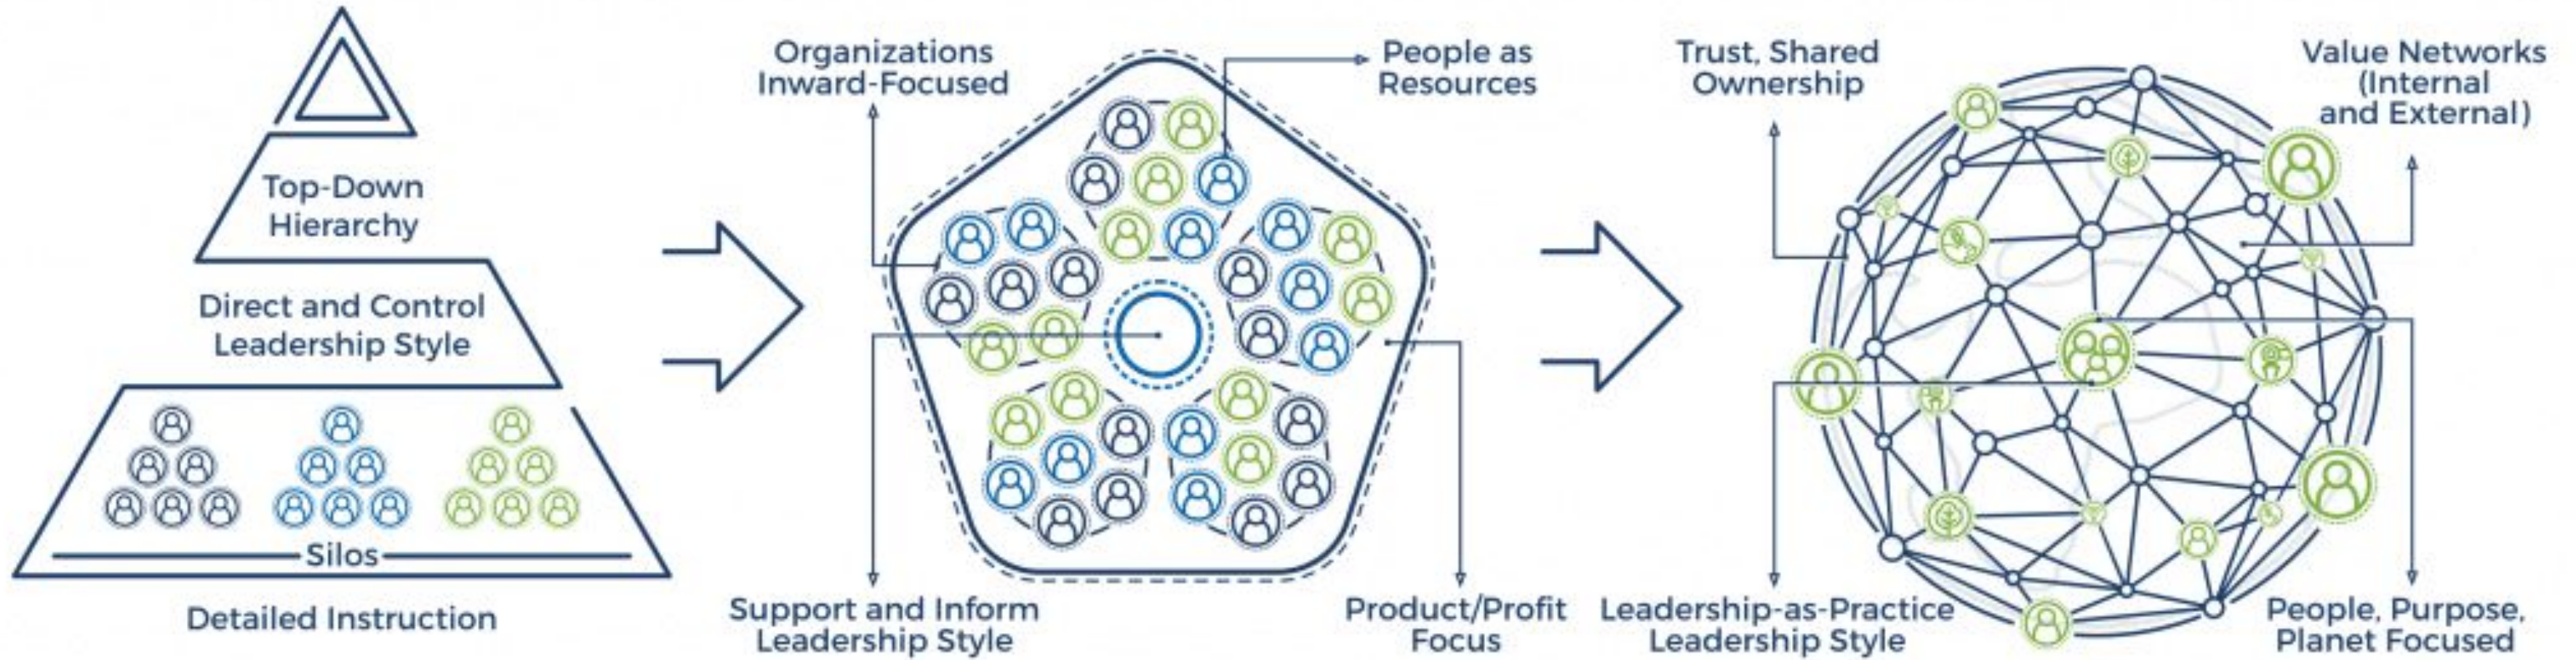 Top-Down
Hierarchy
Direct and Control
Leadership Style
Silos
Detailed Instruction
Organizations
Inward-Focused
People as
Resources
Support and Inform
Leadership Style
Product/Profit
Focus
Trust, Shared
Ownership
Value Networks
(Internal
and External)
Leadership-as-Practice
Leadership Style
People, Purpose,
Planet Focused